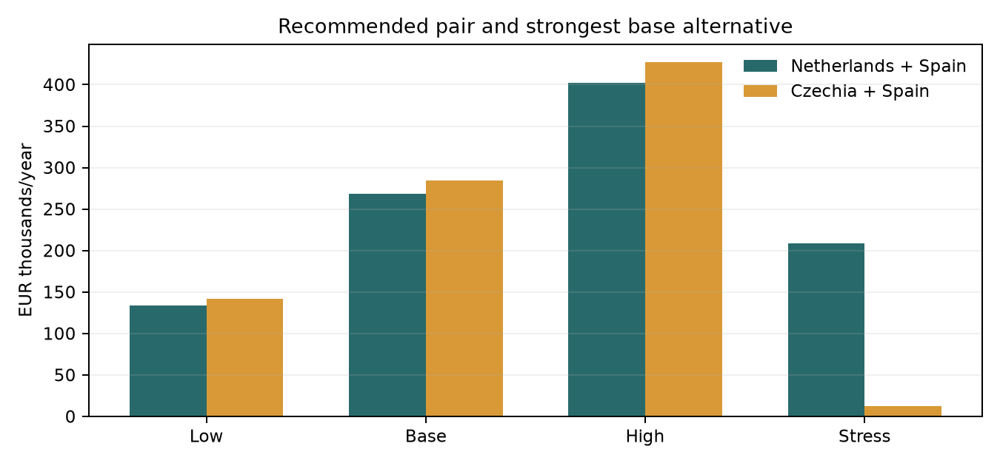 Recommended pair and strongest base alternative
Netherlands + Spain
Czechia + Spain
EUR thousands/year
400
350
300
250
200
150
100
50
0
Low
Base
High
Stress